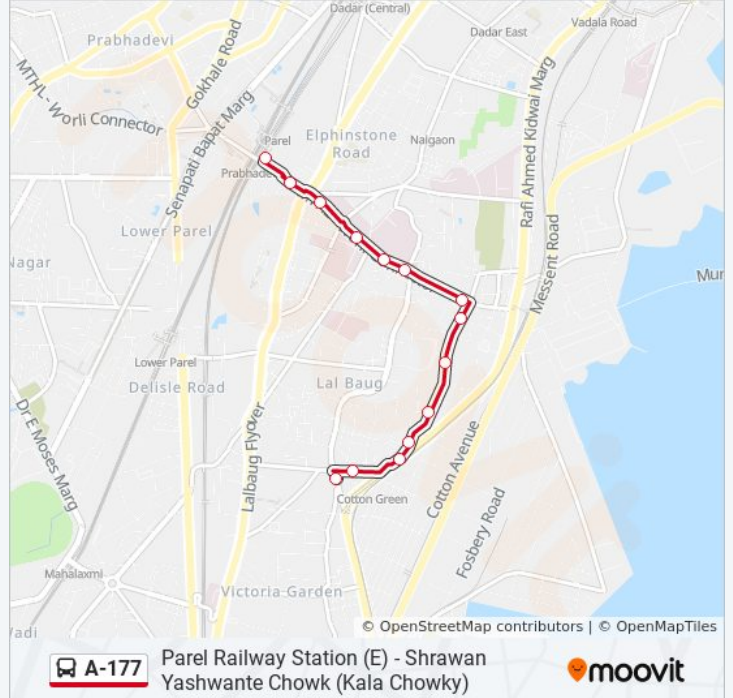 Dadar (Central)
Vadala Road
Dadar East
Prabhadevi
Gokhale Road
MTHL - Worli Connector
Senapati Bapat Marg
Parel
Elphinstone
Road
Naigaon
Rafi Ahmed Kidwai Marg
Prabhade
Lower Parel
Messent Road
Nagar
Mur
Lower Parel
Delisle Road
Lal Baug
Dr E Moses Marg
Lalbaug Flyover
Cotton Avenue
Cotton Green
Fosbery Road
Mahalaxmi
Victoria Garden
Wadi
© OpenStreetMap contributors | © OpenMapTiles
A-177
Parel Railway Station (E) - Shrawan
Yashwante Chowk (Kala Chowky)
moovit